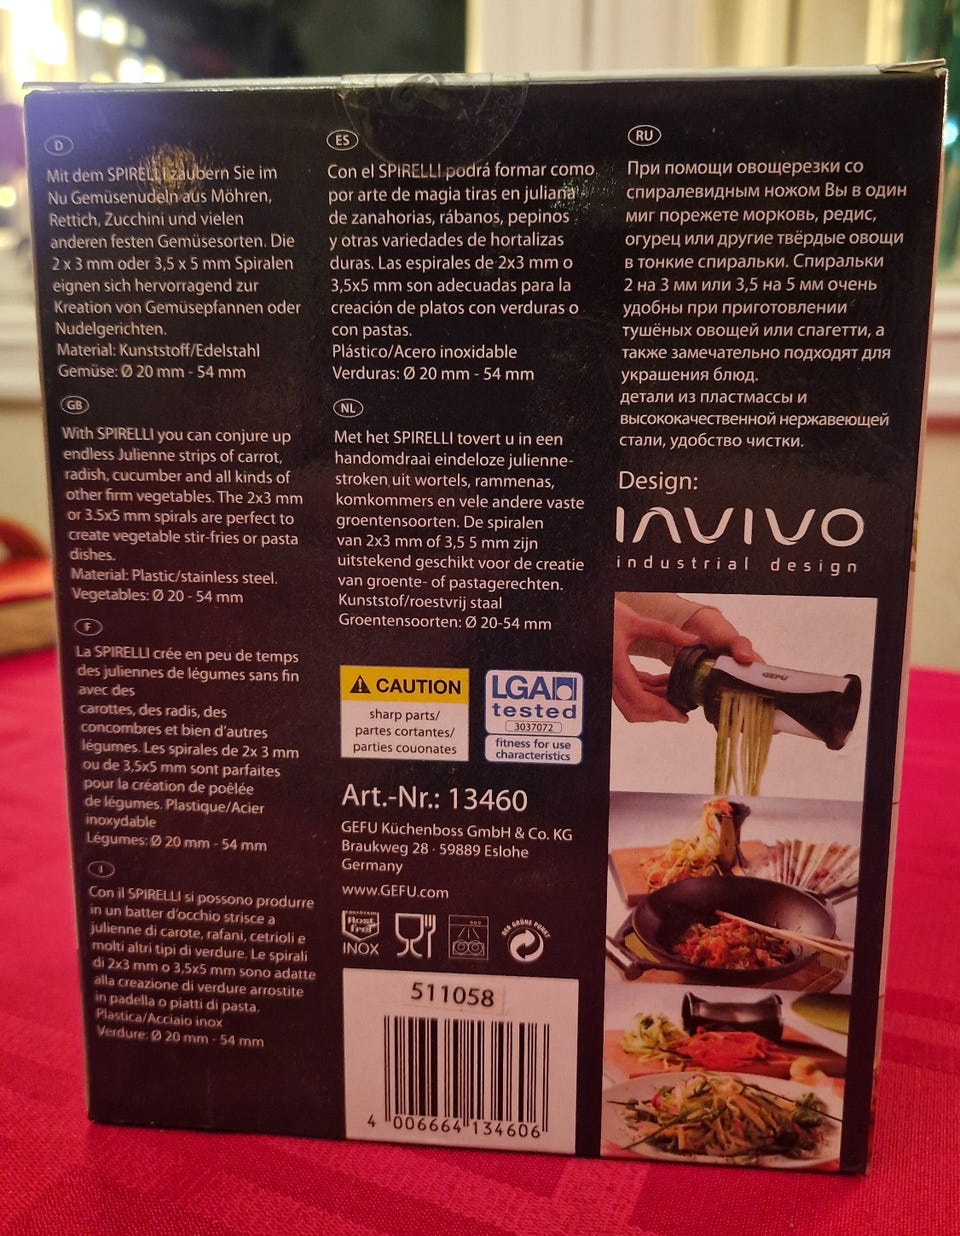 D
Mit dem SPIRELLI zaubern Sie im
Nu Gemüsenudeln aus Möhren,
Rettich, Zucchini und vielen
anderen festen Gemüsesorten. Die
2 x 3 mm oder 3,5 x 5 mm Spiralen
eignen sich hervorragend zur
Kreation von Gemüsepfannen oder
Nudelgerichten.
Material: Kunststoff/Edelstahl
Gemüse: Ø 20 mm - 54 mm
GB
With SPIRELLI you can conjure up
endless Julienne strips of carrot,
radish, cucumber and all kinds of
other firm vegetables. The 2x3 mm
or 3.5x5 mm spirals are perfect to
create vegetable stir-fries or pasta
dishes.
Material: Plastic/stainless steel.
Vegetables: Ø 20 - 54 mm
F
La SPIRELLI crée en peu de temps
des juliennes de légumes sans fin
avec des
carottes, des radis, des
concombres et bien d'autres
légumes. Les spirales de 2x 3 mm
ou de 3,5x5 mm sont parfaites
pour la création de poêlée
de légumes. Plastique/Acier
inoxydable
Légumes: Ø 20 mm - 54 mm
I
Con il SPIRELLI si possono produrre
in un batter d'occhio strisce a
julienne di carote, rafani, cetrioli e
molti altri tipi di verdure. Le spirali
di 2x3 mm o 3,5x5 mm sono adatte
alla creazione di verdure arrostite
in padella o piatti di pasta.
Plastica/Acciaio inox
Verdure: Ø 20 mm - 54 mm
ES
Con el SPIRELLI podrá formar como
por arte de magia tiras en juliana
de zanahorias, rábanos, pepinos
y otras variedades de hortalizas
duras. Las espirales de 2x3 mm o
3,5x5 mm son adecuadas para la
creación de platos con verduras o
con pastas.
Plástico/Acero inoxidable
Verduras: Ø 20 mm - 54 mm
NL
Met het SPIRELLI tovert u in een
handomdraai eindeloze julienne-
stroken uit wortels, rammenas,
komkommers en vele andere vaste
groentensoorten. De spiralen
van 2x3 mm of 3,5 5 mm zijn
uitstekend geschikt voor de creatie
van groente- of pastagerechten.
Kunststof/roestvrij staal
Groentensoorten: Ø 20-54 mm
CAUTION
sharp parts/
partes cortantes/
parties couonates
LGA
tested
3037072
fitness for use
characteristics
Art.-Nr.: 13460
GEFU Küchenboss GmbH & Co. KG
Braukweg 28 · 59889 Eslohe
Germany
www.GEFU.com
Rost
frei
INOX
DER GRÜNE PUNKT
511058
4 006664 134606
RU
При помощи овощерезки со
спиралевидным ножом Вы в один
миг порежете морковь, редис,
огурец или другие твёрдые овощи
в тонкие спиральки. Спиральки
2 на 3 мм или 3,5 на 5 мм очень
удобны при приготовлении
тушёных овощей или спагетти, а
также замечательно подходят для
украшения блюд.
детали из пластмассы и
высококачественной нержавеющей
стали, удобство чистки.
Design:
INVIVO
industrial design
GEFU